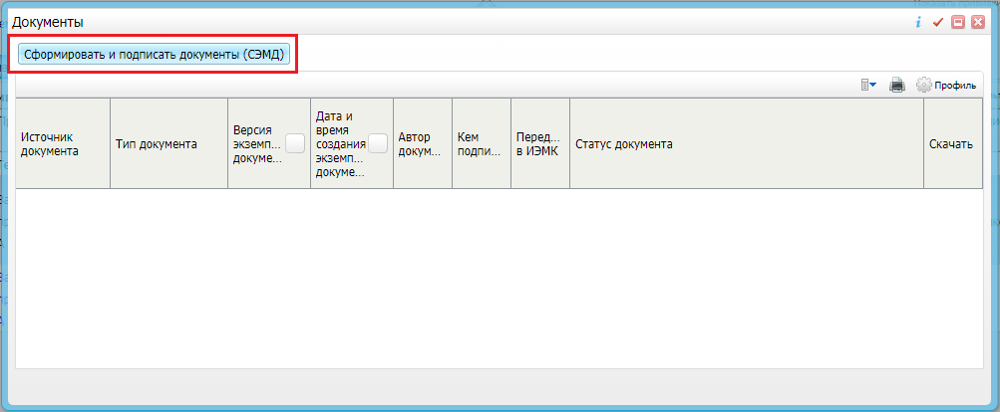 Документы
Сформировать и подписать документы (СЭМД)
Профиль
Источник
документа
Тип документа
Версия
экземп...
докуме...
Дата и
время
создания
экземп...
докуме...
Автор
докум...
Кем
подпи...
Перед...
в ИЭМК
Статус документа
Скачать